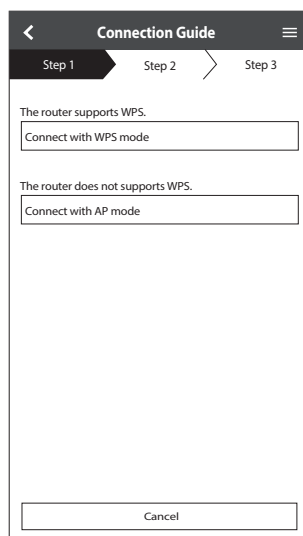 Connection Guide
Step 1 Step 2 Step 3
The router supports WPS.
Connect with WPS mode
The router does not supports WPS.
Connect with AP mode
Cancel